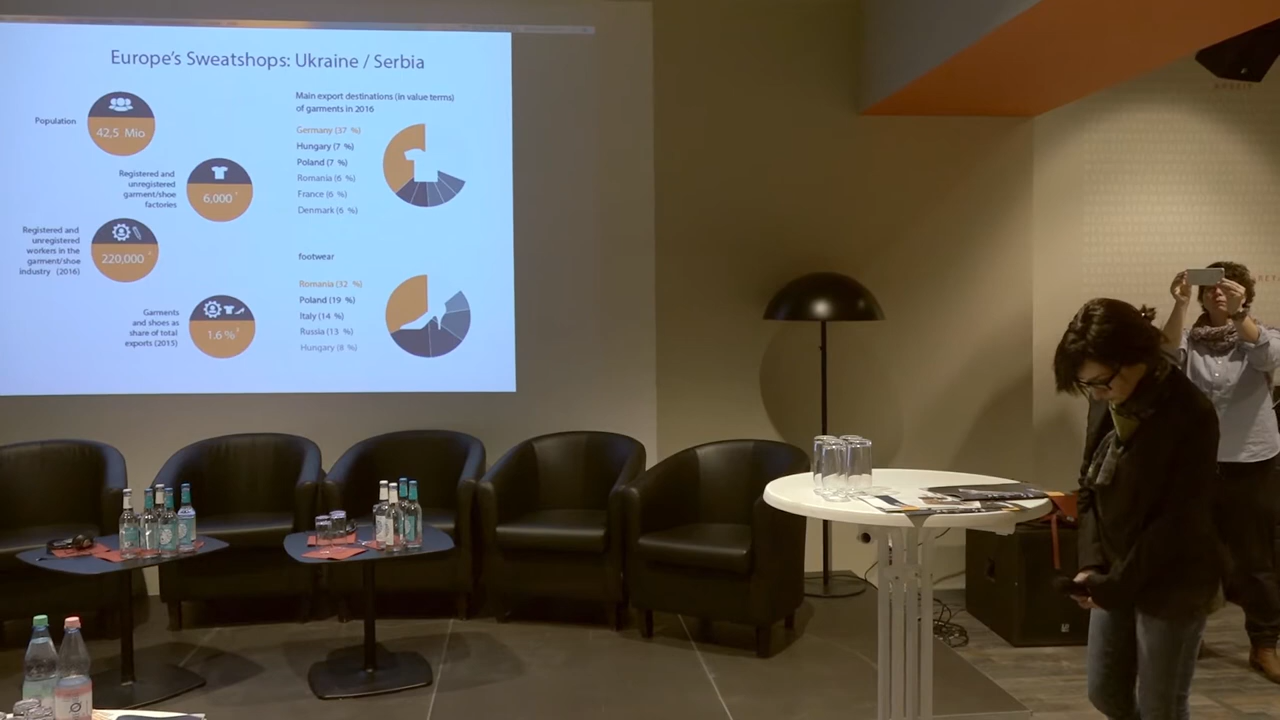 Europe's Sweatshops: Ukraine / Serbia
Population
42,5 Mio
Registered and
unregistered
garment/shoe
factories
6,000
Registered and
unregistered
workers in the
garment/shoe
industry (2016)
220,000
Garments
and shoes as
share of total
exports (2015)
1.6 %
Main export destinations (in value terms)
of garments in 2016
Germany (37 %)
Hungary (7 %)
Poland (7 %)
Romania (6 %)
France (6 %)
Denmark (6 %)
footwear
Romania (32 %)
Poland (19 %)
Italy (14 %)
Russia (13 %)
Hungary (8 %)